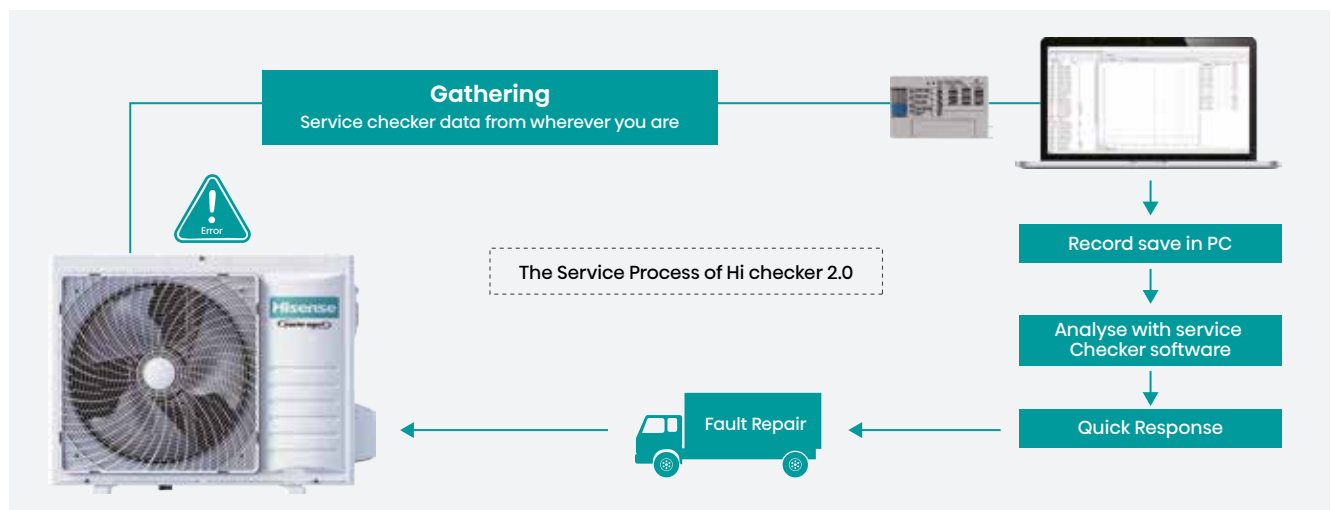 Gathering
Service checker data from wherever you are
Error
Hisense
The Service Process of Hi checker 2.0
Record save in PC
Analyse with service
Checker software
Quick Response
Fault Repair